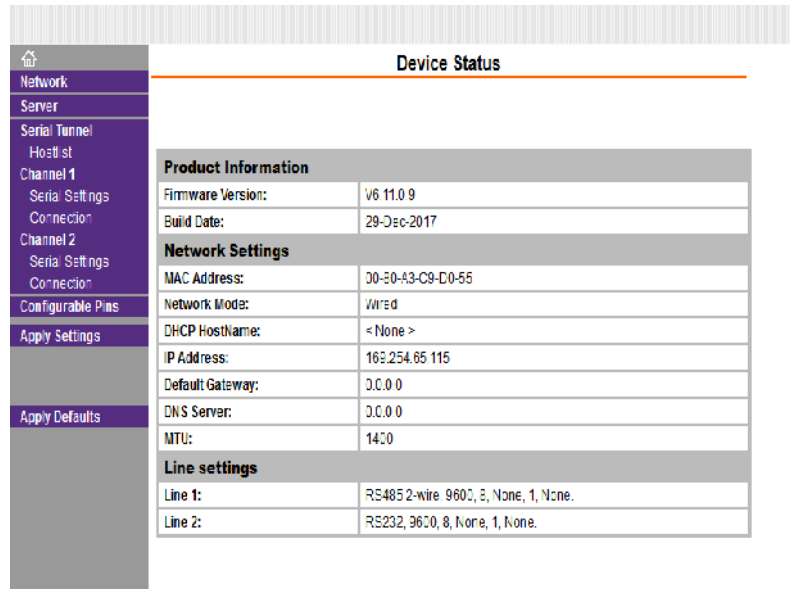 Device Status
Network
Server
Serial Tunnel
Hostlist
Channel 1
Serial Settings
Connection
Channel 2
Serial Settings
Connection
Configurable Pins
Apply Settings
Apply Defaults
Product Information
Firmware Version: V6.11.0.9
Build Date: 29-Dec-2017
Network Settings
MAC Address: 00-80-A3-C9-D0-55
Network Mode: Wired
DHCP HostName: < None >
IP Address: 169.254.65.115
Default Gateway: 0.0.0.0
DNS Server: 0.0.0.0
MTU: 1400
Line settings
Line 1: RS485 2-wire, 9600, 8, None, 1, None.
Line 2: RS232, 9600, 8, None, 1, None.